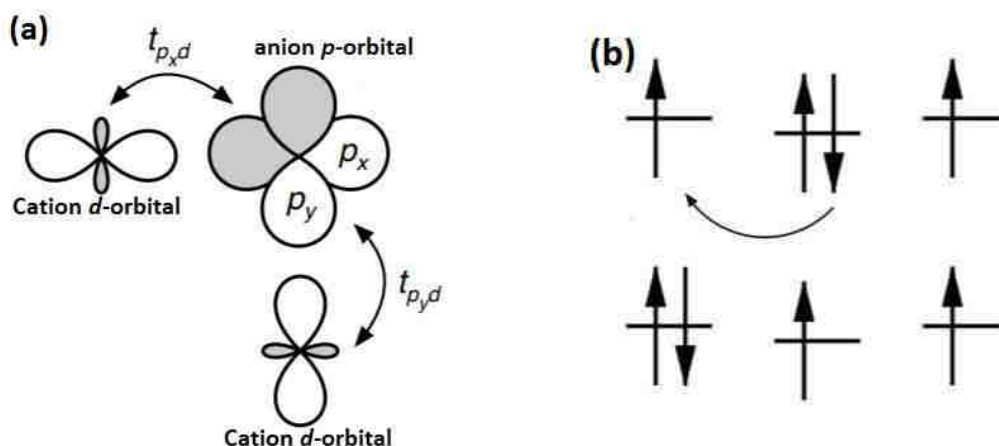 (a)
t_{p_x d}
anion p-orbital
p_x
p_y
Cation d-orbital
t_{p_y d}
Cation d-orbital
(b)